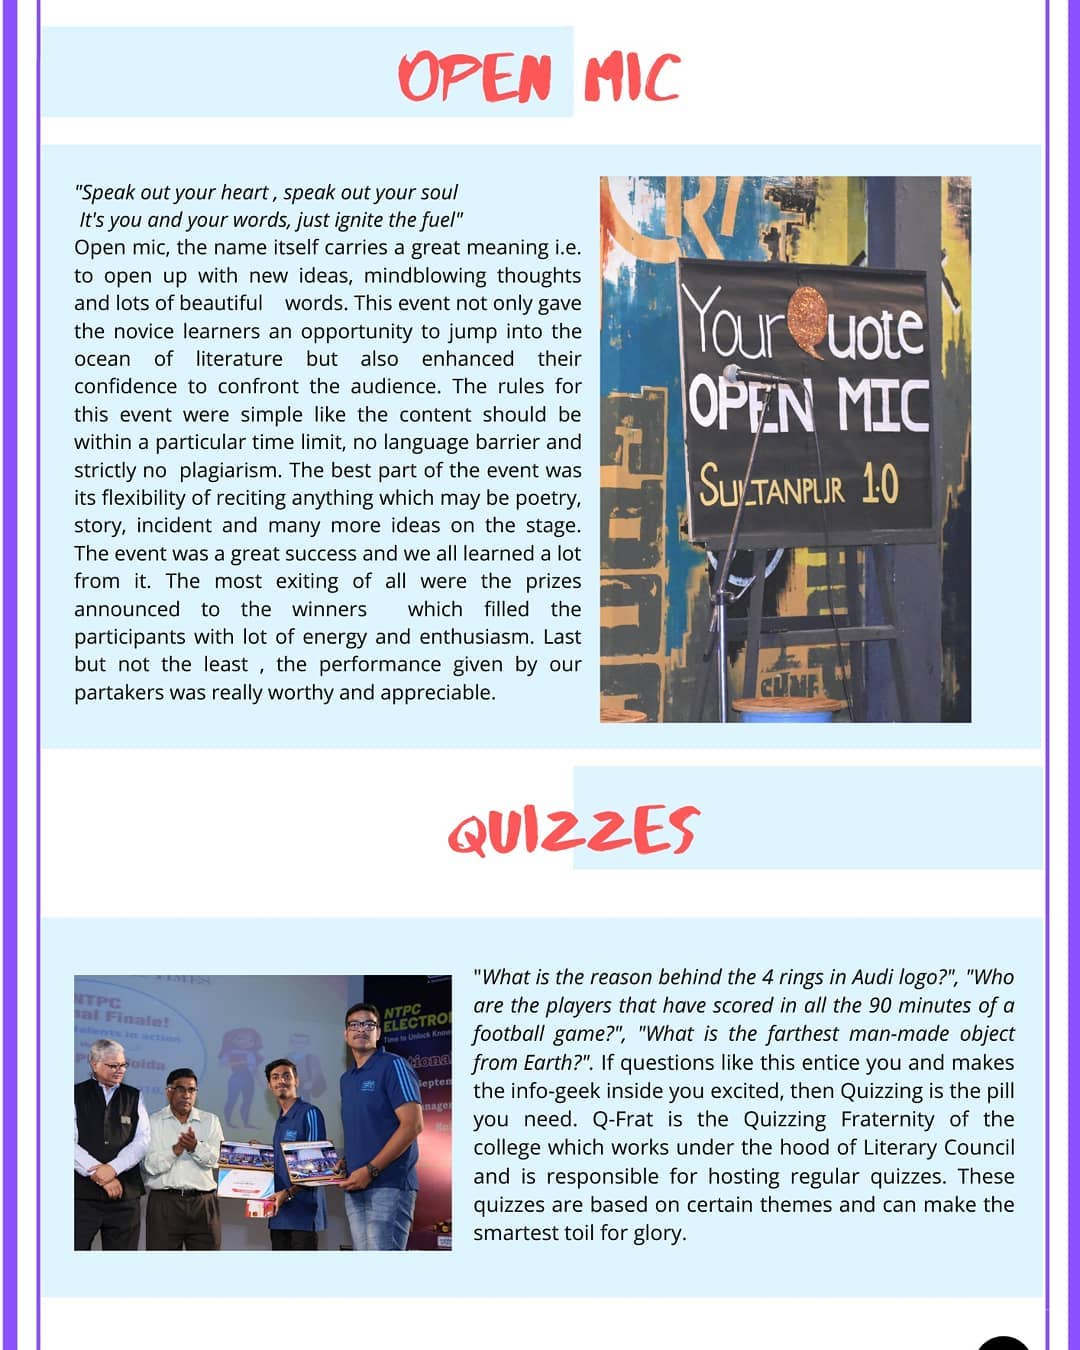 OPEN MIC
"Speak out your heart , speak out your soul
It's you and your words, just ignite the fuel"
Open mic, the name itself carries a great meaning i.e.
to open up with new ideas, mindblowing thoughts
and lots of beautiful words. This event not only gave
the novice learners an opportunity to jump into the
ocean of literature but also enhanced their
confidence to confront the audience. The rules for
this event were simple like the content should be
within a particular time limit, no language barrier and
strictly no plagiarism. The best part of the event was
its flexibility of reciting anything which may be poetry,
story, incident and many more ideas on the stage.
The event was a great success and we all learned a lot
from it. The most exiting of all were the prizes
announced to the winners which filled the
participants with lot of energy and enthusiasm. Last
but not the least , the performance given by our
partakers was really worthy and appreciable.
YourQuote
OPEN MIC
SULTANPUR 1.0
QUIZZES
NTPC
nal Finale!
talents in action
oida
NTPC
ELECTRO
Time to Unlock Know
tiona
Septem
nage
"What is the reason behind the 4 rings in Audi logo?", "Who
are the players that have scored in all the 90 minutes of a
football game?", "What is the farthest man-made object
from Earth?". If questions like this entice you and makes
the info-geek inside you excited, then Quizzing is the pill
you need. Q-Frat is the Quizzing Fraternity of the
college which works under the hood of Literary Council
and is responsible for hosting regular quizzes. These
quizzes are based on certain themes and can make the
smartest toil for glory.